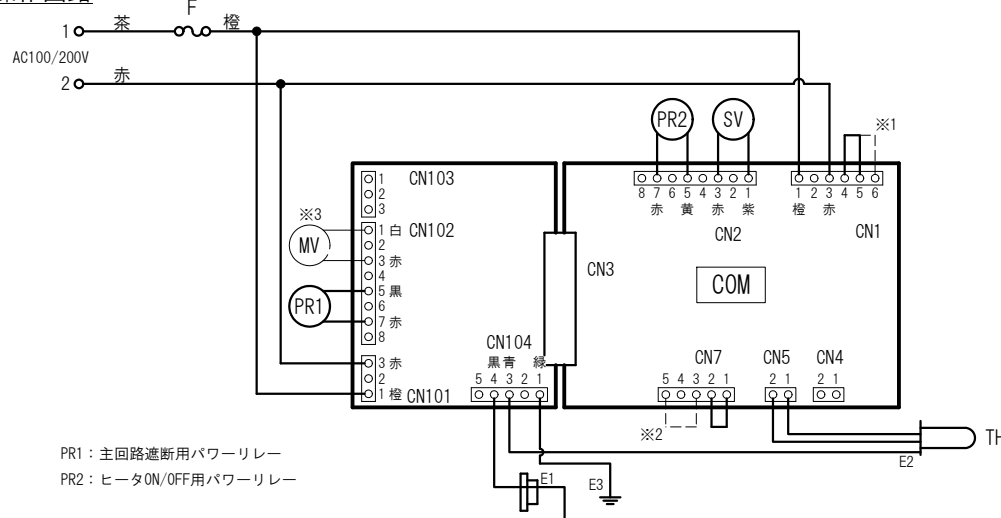 F
1 茶 橙
AC100/200V
2 赤
PR2 SV
※1
8 7 6 5 4 3 2 1
赤 黄 赤 紫
CN2
1 2 3 4 5 6
橙 赤
CN1
1 CN103
2
3
※3
MV
1 白 CN102
2
3 赤
4
5 黒
PR1
6
7 赤
8
CN3
COM
CN104
黒 青 緑
5 4 3 2 1
3 赤
2
1 橙 CN101
CN7 CN5 CN4
5 4 3 2 1
2 1
2 1
※2
TH
E2
PR1：主回路遮断用パワーリレー
PR2：ヒータON/OFF用パワーリレー
E1
E3